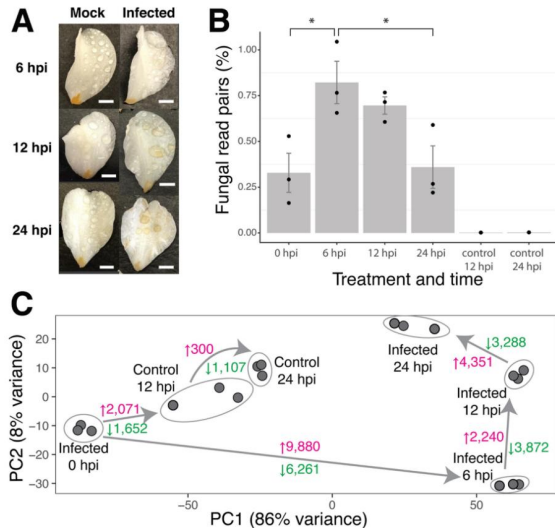 A
Mock Infected
6 hpi
12 hpi
24 hpi
B
*
*
Fungal read pairs (%)
1.00
0.75
0.50
0.25
0.00
0 hpi 6 hpi 12 hpi 24 hpi control 12 hpi control 24 hpi
Treatment and time
C
PC2 (8% variance)
20
10
0
−10
−20
−30
↑300
↓1,107
Control
12 hpi
Control
24 hpi
↑2,071
↓1,652
Infected
0 hpi
↑9,880
↓6,261
Infected
24 hpi
↓3,288
↑4,351
Infected
12 hpi
↑2,240
↓3,872
Infected
6 hpi
−50 0 50
PC1 (86% variance)